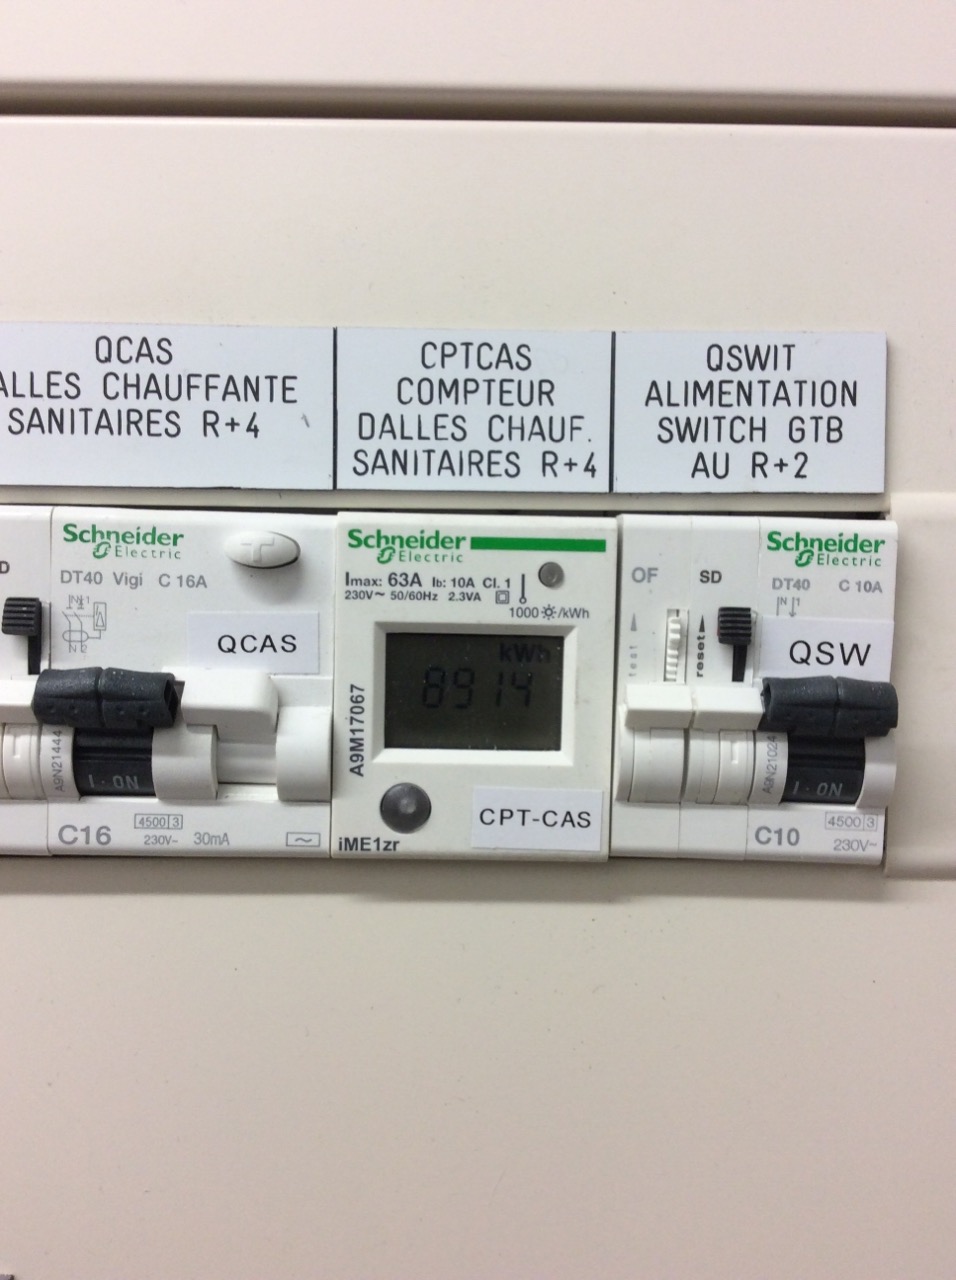 QCAS
ALLES CHAUFFANTE
SANITAIRES R+4
CPTCAS
COMPTEUR
DALLES CHAUF.
SANITAIRES R+4
QSWIT
ALIMENTATION
SWITCH GTB
AU R+2
D
Schneider
Electric
DT40 Vigi C 16A
QCAS
A9N21444
I·ON
C16
4500 3
230V~ 30mA
Schneider
Electric
Imax: 63A Ib: 10A Cl. 1
230V~ 50/60Hz 2.3VA
1000/kWh
kWh
8914
A9M17067
CPT-CAS
iME1zr
OF
SD
test
reset
Schneider
Electric
DT40 C 10A
QSW
A9N21024
I·ON
C10
4500 3
230V~